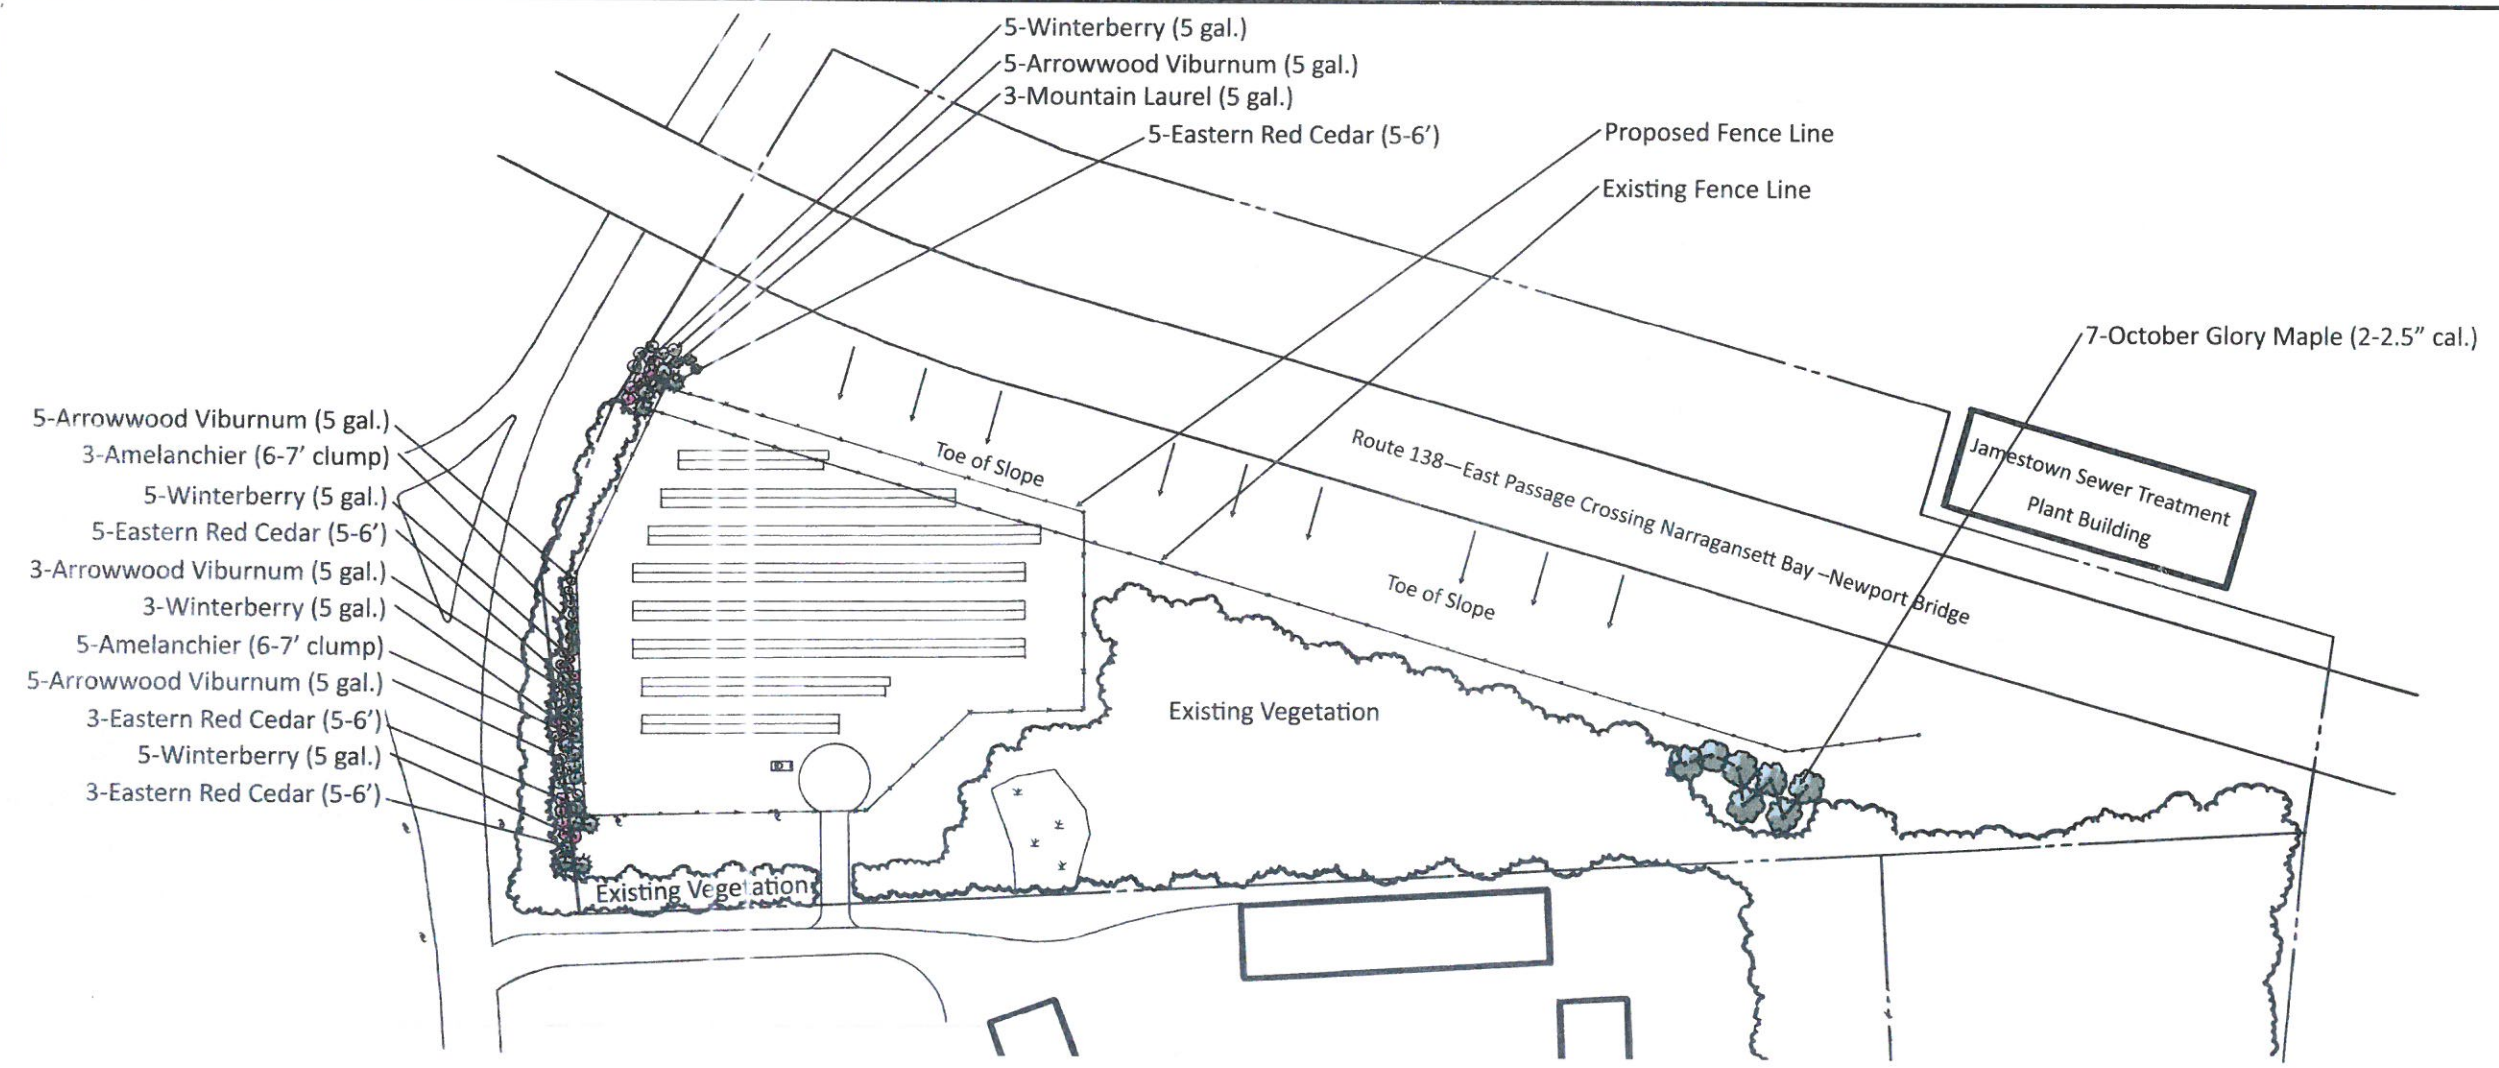 5-Winterberry (5 gal.)
5-Arrowwood Viburnum (5 gal.)
3-Mountain Laurel (5 gal.)
5-Eastern Red Cedar (5-6’)
Proposed Fence Line
Existing Fence Line
7-October Glory Maple (2-2.5” cal.)
5-Arrowwood Viburnum (5 gal.)
3-Amelanchier (6-7’ clump)
5-Winterberry (5 gal.)
5-Eastern Red Cedar (5-6’)
3-Arrowwood Viburnum (5 gal.)
3-Winterberry (5 gal.)
5-Amelanchier (6-7’ clump)
5-Arrowwood Viburnum (5 gal.)
3-Eastern Red Cedar (5-6’)
5-Winterberry (5 gal.)
3-Eastern Red Cedar (5-6’)
Toe of Slope
Route 138—East Passage Crossing Narragansett Bay –Newport Bridge
Toe of Slope
Jamestown Sewer Treatment
Plant Building
Existing Vegetation
Existing Vegetation